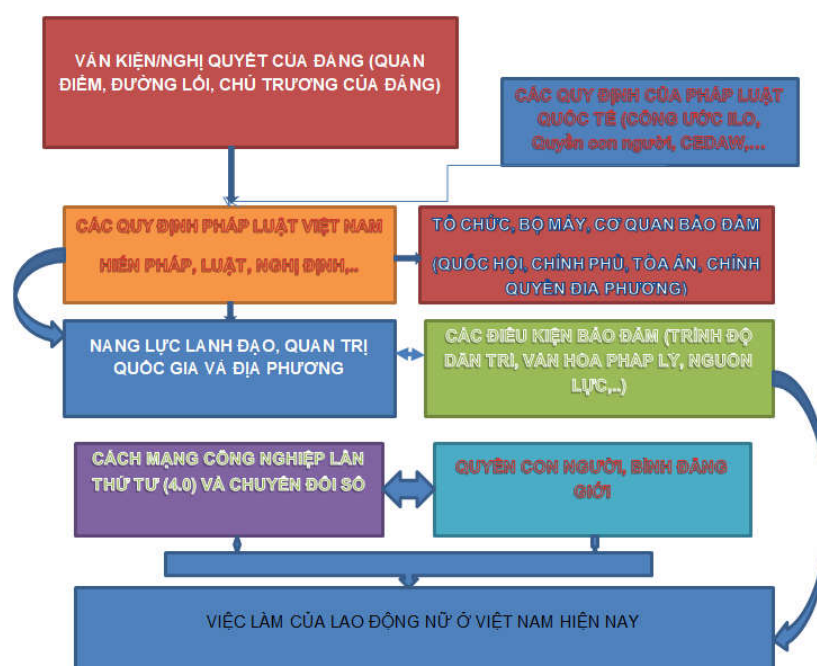 VĂN KIỆN/NGHỊ QUYẾT CỦA ĐẢNG (QUAN
ĐIỂM, ĐƯỜNG LỐI, CHỦ TRƯƠNG CỦA ĐẢNG)
CÁC QUY ĐỊNH CỦA PHÁP LUẬT
QUỐC TẾ (CÔNG ƯỚC ILO,
Quyền con người, CEDAW,...
CÁC QUY ĐỊNH PHÁP LUẬT VIỆT NAM
HIẾN PHÁP, LUẬT, NGHỊ ĐỊNH,..
TỔ CHỨC, BỘ MÁY, CƠ QUAN BẢO ĐẢM
(QUỐC HỘI, CHÍNH PHỦ, TÒA ÁN, CHÍNH
QUYỀN ĐỊA PHƯƠNG)
NANG LỰC LANH ĐẠO, QUAN TRỊ
QUỐC GIA VÀ ĐỊA PHƯƠNG
CÁC ĐIỀU KIỆN BẢO ĐẢM (TRÌNH ĐỘ
DÂN TRÍ, VĂN HÓA PHÁP LÝ, NGUỒN
LỰC,..)
CÁCH MẠNG CÔNG NGHIỆP LẦN
THỨ TƯ (4.0) VÀ CHUYỂN ĐỔI SỐ
QUYỀN CON NGƯỜI, BÌNH ĐẲNG
GIỚI
VIỆC LÀM CỦA LAO ĐỘNG NỮ Ở VIỆT NAM HIỆN NAY